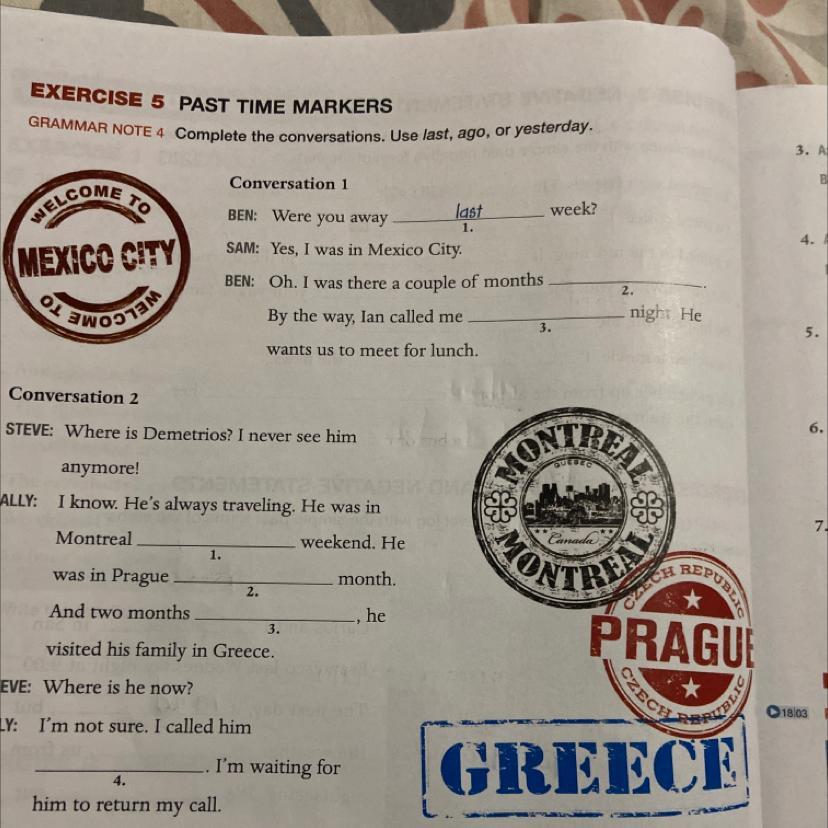 EXERCISE 5 PAST TIME MARKERS
GRAMMAR NOTE 4 Complete the conversations. Use last, ago, or yesterday.
Conversation 1
BEN: Were you away last week?
1.
SAM: Yes, I was in Mexico City.
BEN: Oh. I was there a couple of months ____________.
2.
By the way, Ian called me ____________ night He
3.
wants us to meet for lunch.
WELCOME TO
MEXICO CITY
WELCOME TO
Conversation 2
STEVE: Where is Demetrios? I never see him
anymore!
ALLY: I know. He's always traveling. He was in
Montreal ____________ weekend. He
1.
was in Prague ____________ month.
2.
And two months ____________, he
3.
visited his family in Greece.
EVE: Where is he now?
LY: I'm not sure. I called him
____________. I'm waiting for
4.
him to return my call.
MONTREAL
QUEBEC
Canada
MONTREAL
CZECH REPUBLIC
PRAGUE
CZECH REPUBLIC
GREECE
3. A
B
4.
5.
6.
7.
18|03